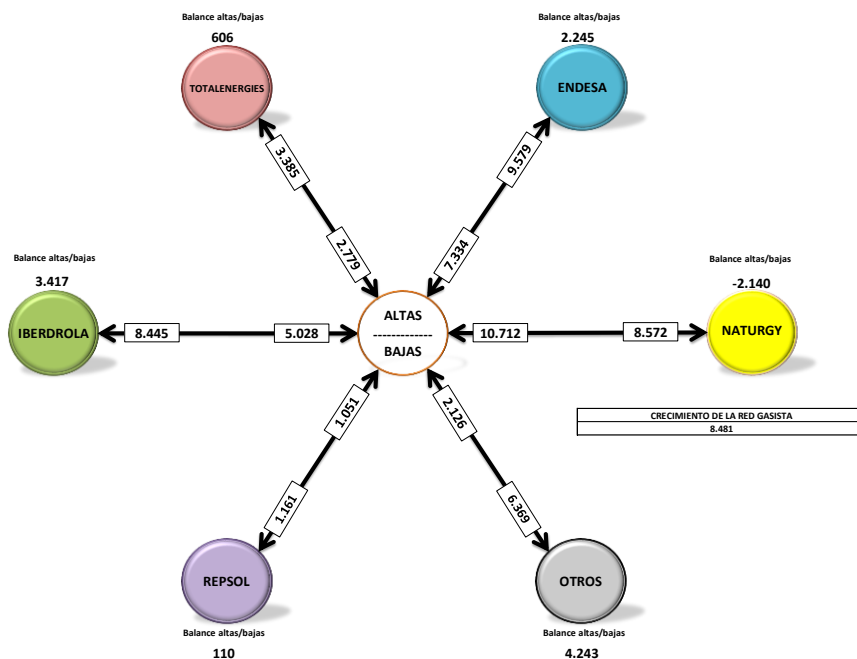 Balance altas/bajas
606
TOTALENERGIES
Balance altas/bajas
2.245
ENDESA
3.385
2.779
9.579
7.334
Balance altas/bajas
3.417
IBERDROLA
8.445
5.028
ALTAS
-------------
BAJAS
10.712
8.572
Balance altas/bajas
-2.140
NATURGY
CRECIMIENTO DE LA RED GASISTA
8.481
1.051
1.161
2.126
6.369
REPSOL
Balance altas/bajas
110
OTROS
Balance altas/bajas
4.243